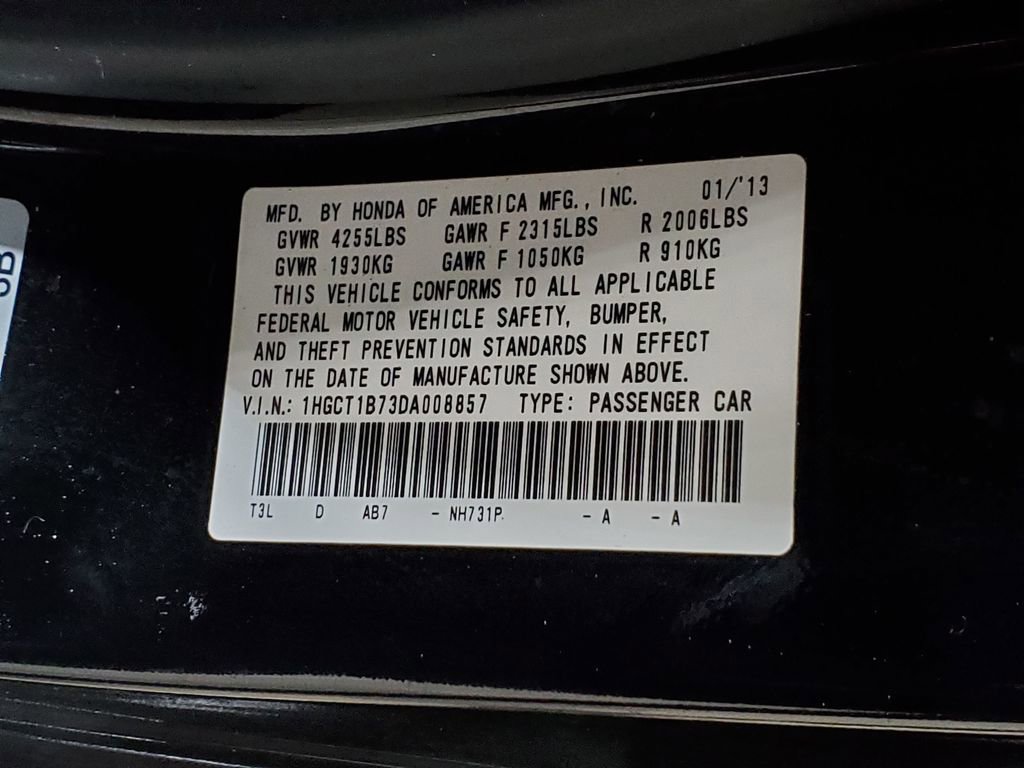 MFD. BY HONDA OF AMERICA MFG., INC. 01/'13
GVWR 4255LBS GAWR F 2315LBS R 2006LBS
GVWR 1930KG GAWR F 1050KG R 910KG
THIS VEHICLE CONFORMS TO ALL APPLICABLE
FEDERAL MOTOR VEHICLE SAFETY, BUMPER,
AND THEFT PREVENTION STANDARDS IN EFFECT
ON THE DATE OF MANUFACTURE SHOWN ABOVE.
V.I.N.: 1HGCT1B73DA008857 TYPE: PASSENGER CAR
T3L D AB7 - NH731P. - A - A